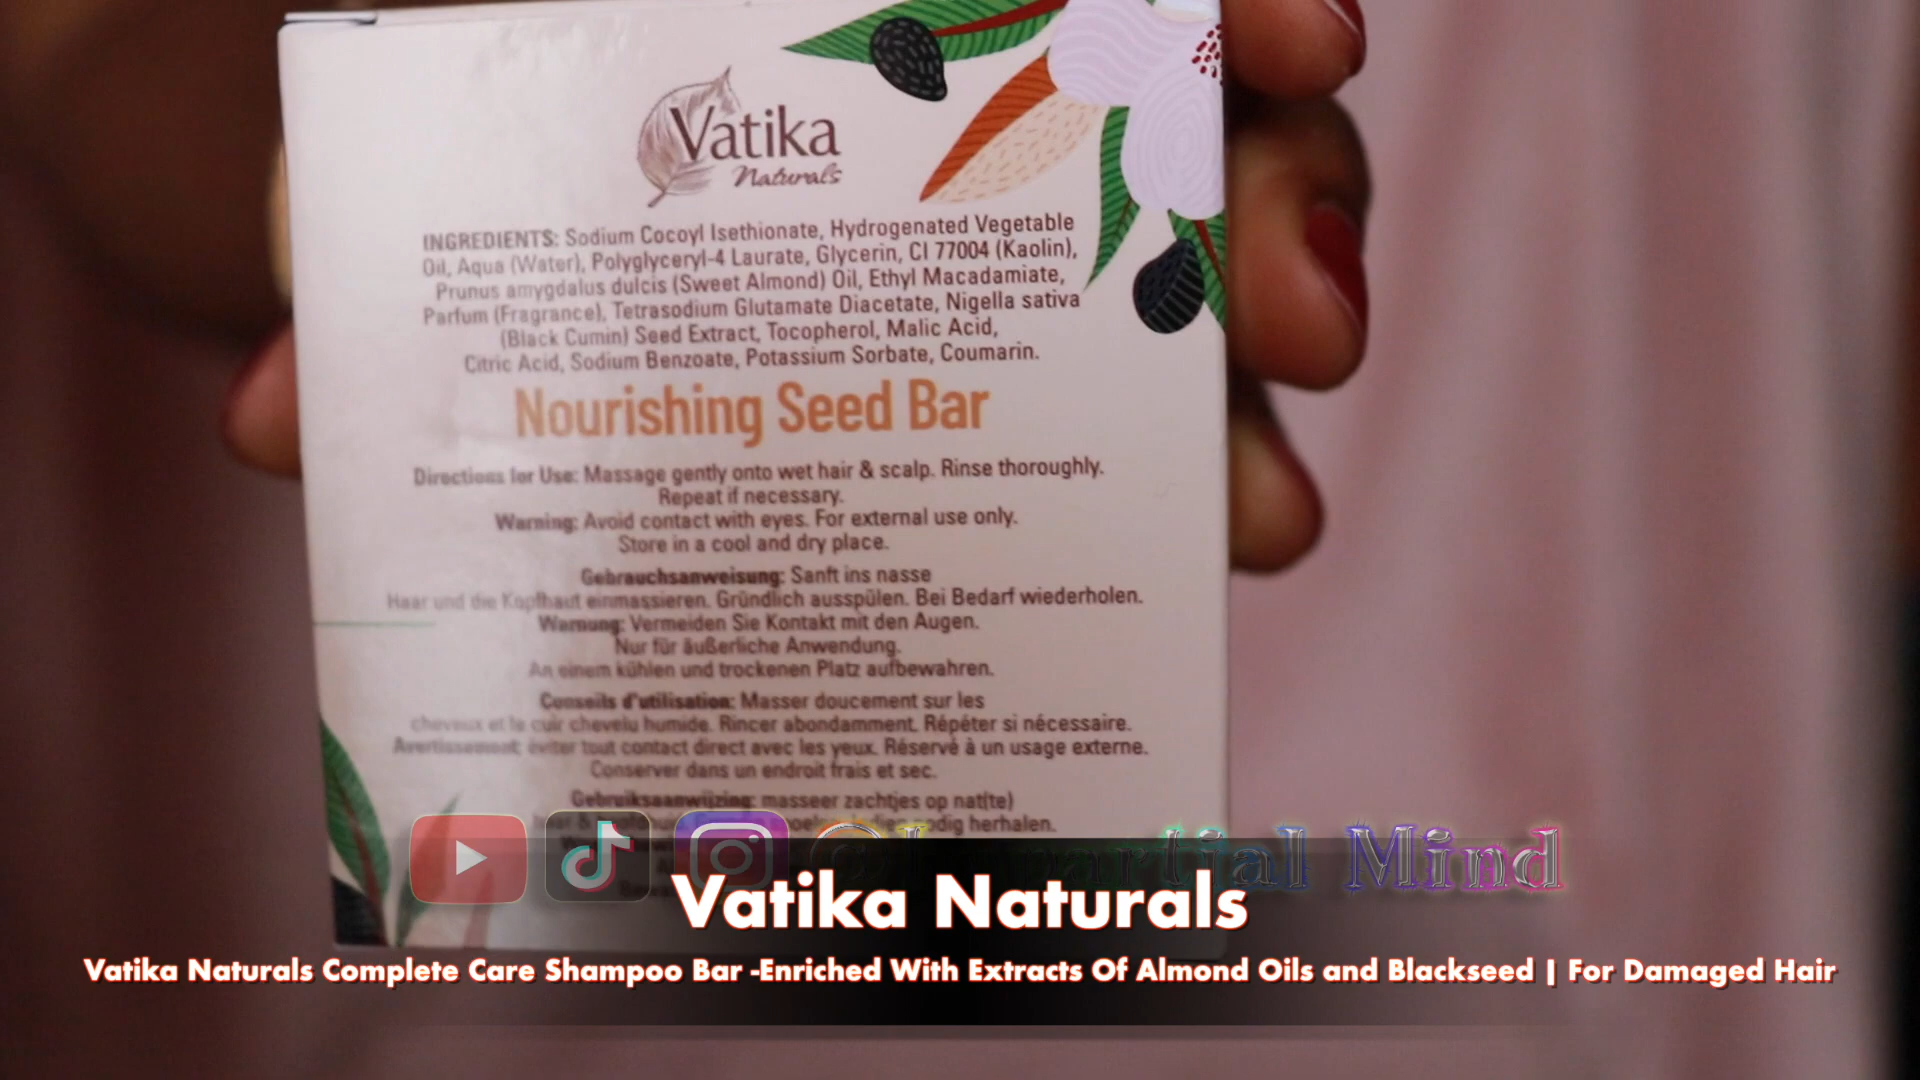 Vatika
Naturals
INGREDIENTS: Sodium Cocoyl Isethionate, Hydrogenated Vegetable
Oil, Aqua (Water), Polyglyceryl-4 Laurate, Glycerin, CI 77004 (Kaolin),
Prunus amygdalus dulcis (Sweet Almond) Oil, Ethyl Macadamiate,
Parfum (Fragrance), Tetrasodium Glutamate Diacetate, Nigella sativa
(Black Cumin) Seed Extract, Tocopherol, Malic Acid,
Citric Acid, Sodium Benzoate, Potassium Sorbate, Coumarin.
Nourishing Seed Bar
Directions for Use: Massage gently onto wet hair & scalp. Rinse thoroughly.
Repeat if necessary.
Warning: Avoid contact with eyes. For external use only.
Store in a cool and dry place.
Gebrauchsanweisung: Sanft ins nasse
Haar und die Kopfhaut einmassieren. Gründlich ausspülen. Bei Bedarf wiederholen.
Warnung: Vermeiden Sie Kontakt mit den Augen.
Nur für äußerliche Anwendung.
An einem kühlen und trockenen Platz aufbewahren.
Conseils d'utilisation: Masser doucement sur les
cheveux et le cuir chevelu humide. Rincer abondamment. Répéter si nécessaire.
Avertissement: éviter tout contact direct avec les yeux. Réservé à un usage externe.
Conserver dans un endroit frais et sec.
Gebruiksaanwijzing: masseer zachtjes op nat(te)
herhalen.
Mind
Vatika Naturals
Vatika Naturals Complete Care Shampoo Bar -Enriched With Extracts Of Almond Oils and Blackseed | For Damaged Hair